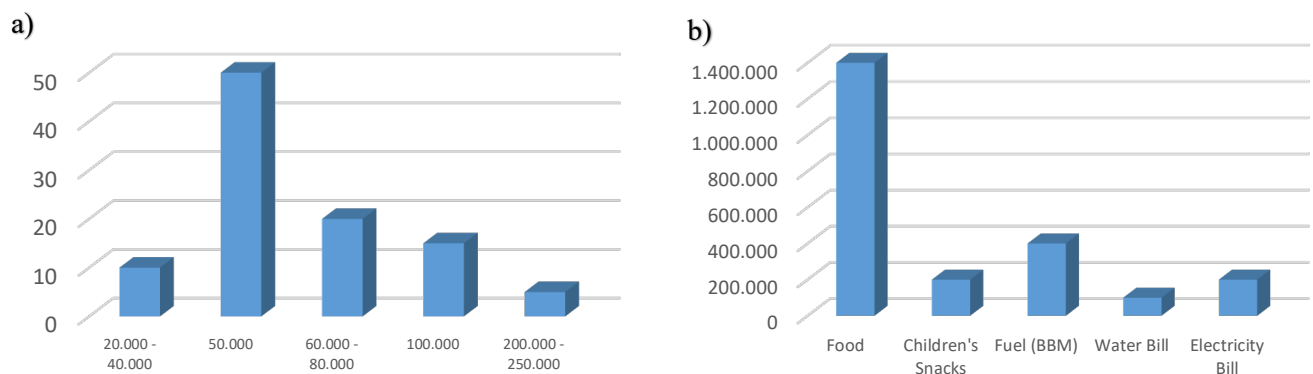 a)
50
40
30
20
10
0
20.000 -
40.000
50.000
60.000 -
80.000
100.000
200.000 -
250.000
b)
1.400.000
1.200.000
1.000.000
800.000
600.000
400.000
200.000
0
Food
Children's
Snacks
Fuel (BBM)
Water Bill
Electricity
Bill